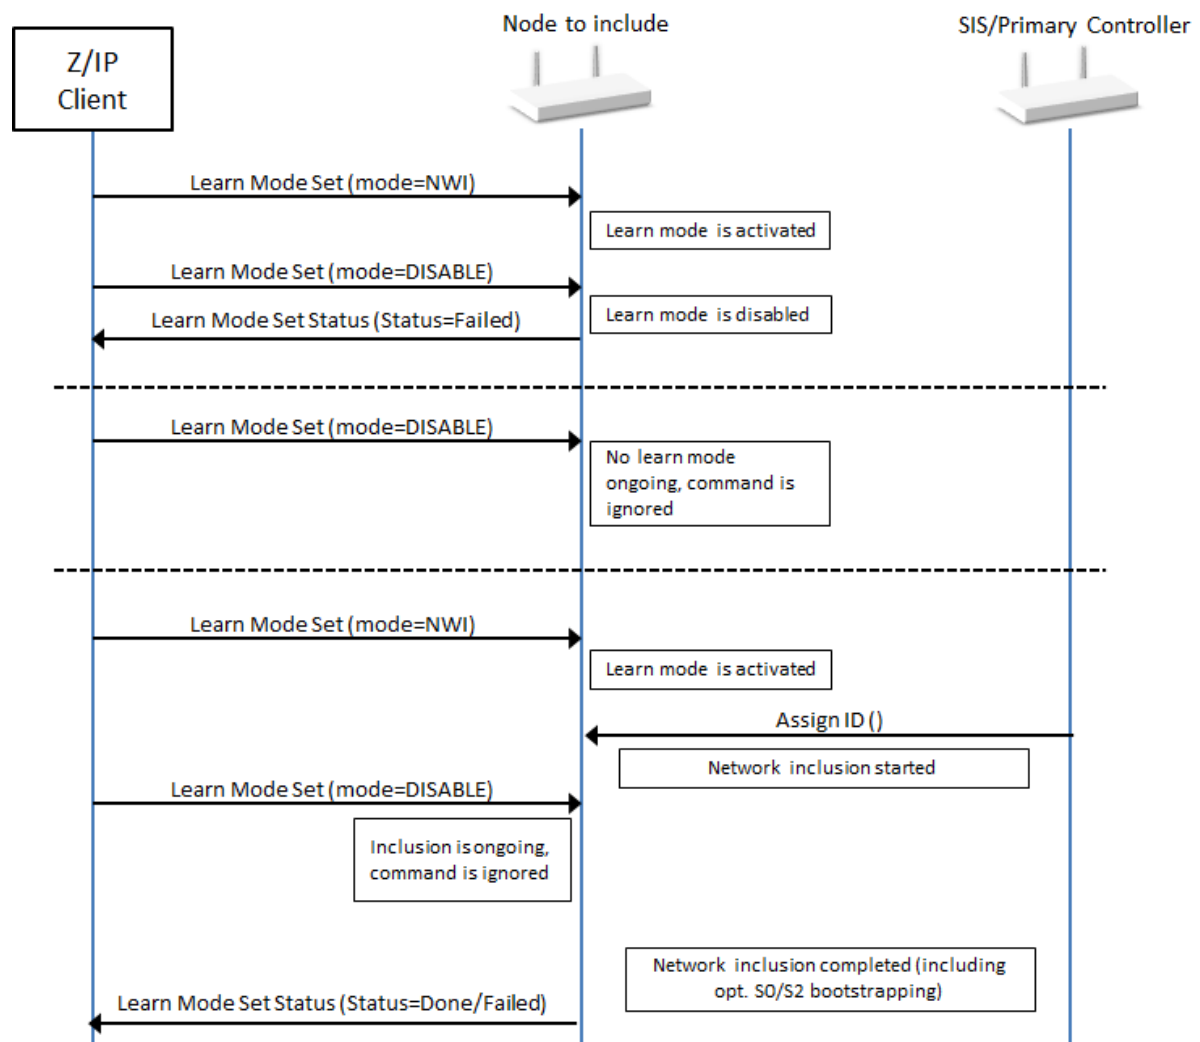 Node to include
SIS/Primary Controller
Z/IP
Client
Learn Mode Set (mode=NWI)
Learn mode is activated
Learn Mode Set (mode=DISABLE)
Learn mode is disabled
Learn Mode Set Status (Status=Failed)
Learn Mode Set (mode=DISABLE)
No learn mode
ongoing, command is
ignored
Learn Mode Set (mode=NWI)
Learn mode is activated
Assign ID ()
Network inclusion started
Learn Mode Set (mode=DISABLE)
Inclusion is ongoing,
command is ignored
Network inclusion completed (including
opt. S0/S2 bootstrapping)
Learn Mode Set Status (Status=Done/Failed)